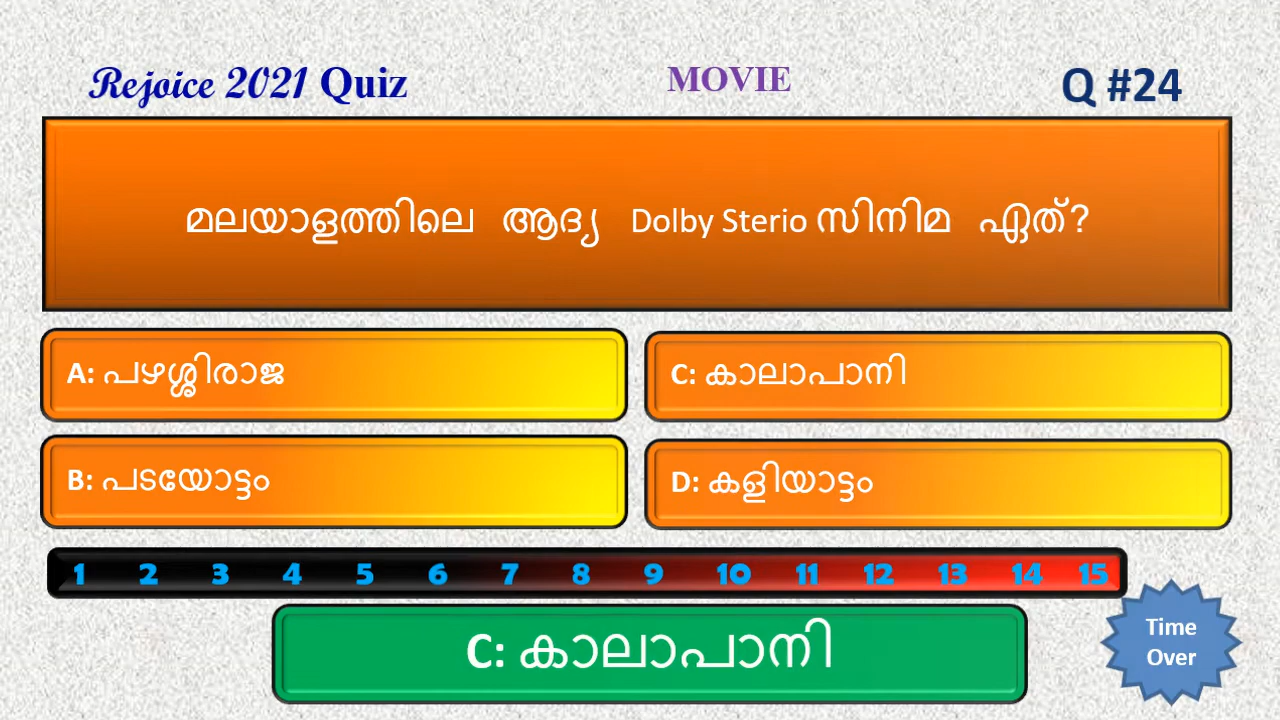 Rejoice 2021 Quiz
MOVIE
Q #24
മലയാളത്തിലെ ആദ്യ Dolby Sterio സിനിമ ഏത്?
A: പഴശ്ശിരാജ
C: കാലാപാനി
B: പടയോട്ടം
D: കളിയാട്ടം
1 2 3 4 5 6 7 8 9 10 11 12 13 14 15
C: കാലാപാനി
Time
Over